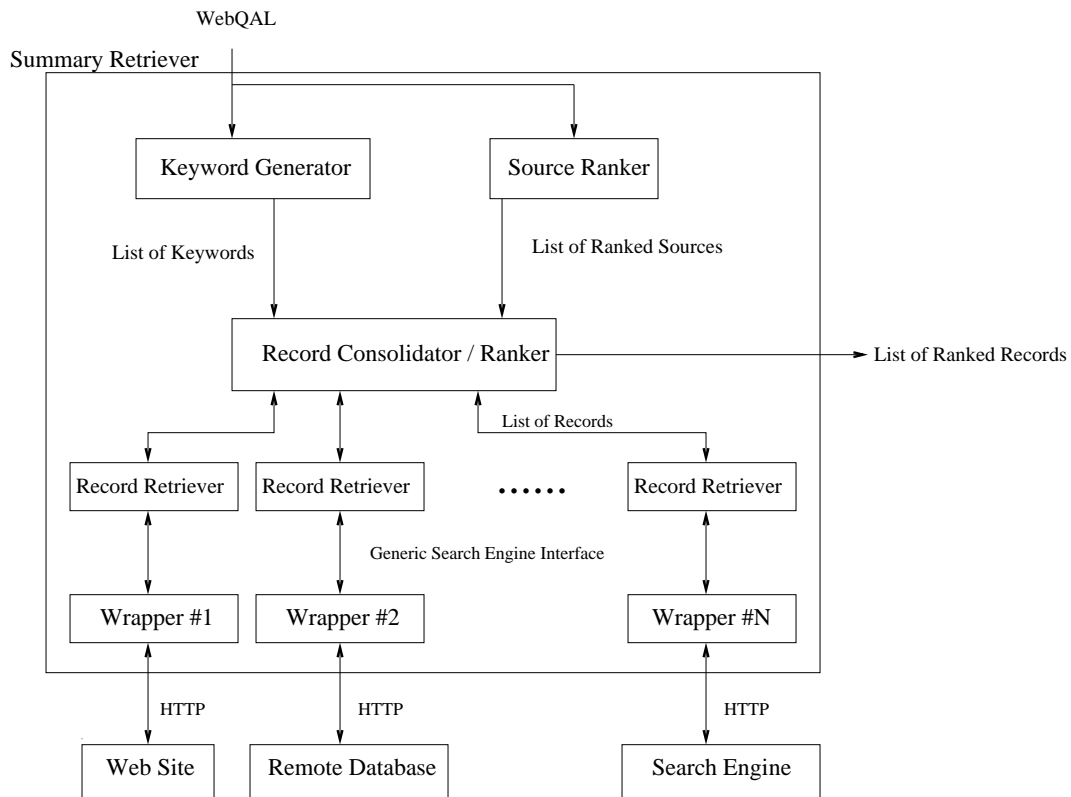 WebQAL
Summary Retriever
Keyword Generator
Source Ranker
List of Keywords
List of Ranked Sources
Record Consolidator / Ranker
List of Ranked Records
List of Records
Record Retriever
Record Retriever
......
Record Retriever
Generic Search Engine Interface
Wrapper #1
Wrapper #2
Wrapper #N
HTTP
HTTP
HTTP
Web Site
Remote Database
Search Engine